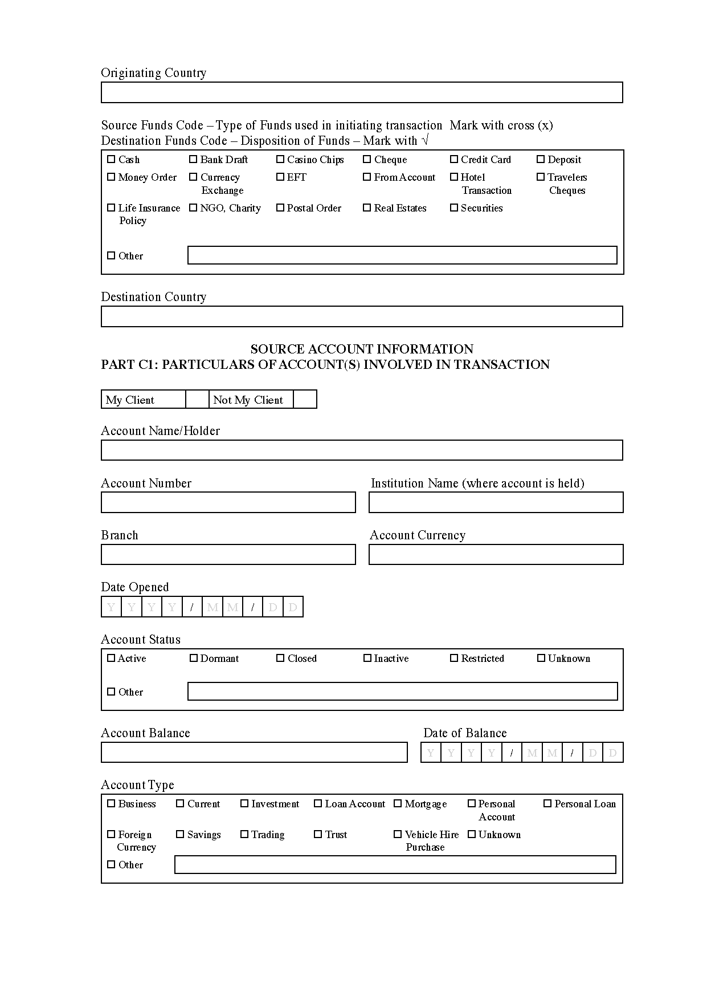 Originating Country
Source Funds Code – Type of Funds used in initiating transaction  Mark with cross (x)
Destination Funds Code – Disposition of Funds – Mark with √
☐ Cash ☐ Bank Draft ☐ Casino Chips ☐ Cheque ☐ Credit Card ☐ Deposit
☐ Money Order ☐ Currency ☐ EFT ☐ From Account ☐ Hotel ☐ Travelers
Exchange Transaction Cheques
☐ Life Insurance ☐ NGO, Charity ☐ Postal Order ☐ Real Estates ☐ Securities
Policy
☐ Other
Destination Country
SOURCE ACCOUNT INFORMATION
PART C1: PARTICULARS OF ACCOUNT(S) INVOLVED IN TRANSACTION
My Client Not My Client
Account Name/Holder
Account Number Institution Name (where account is held)
Branch Account Currency
Date Opened
Y Y Y Y / M M / D D
Account Status
☐ Active ☐ Dormant ☐ Closed ☐ Inactive ☐ Restricted ☐ Unknown
☐ Other
Account Balance Date of Balance
Y Y Y Y / M M / D D
Account Type
☐ Business ☐ Current ☐ Investment ☐ Loan Account ☐ Mortgage ☐ Personal ☐ Personal Loan
Account
☐ Foreign ☐ Savings ☐ Trading ☐ Trust ☐ Vehicle Hire ☐ Unknown
Currency Purchase
☐ Other